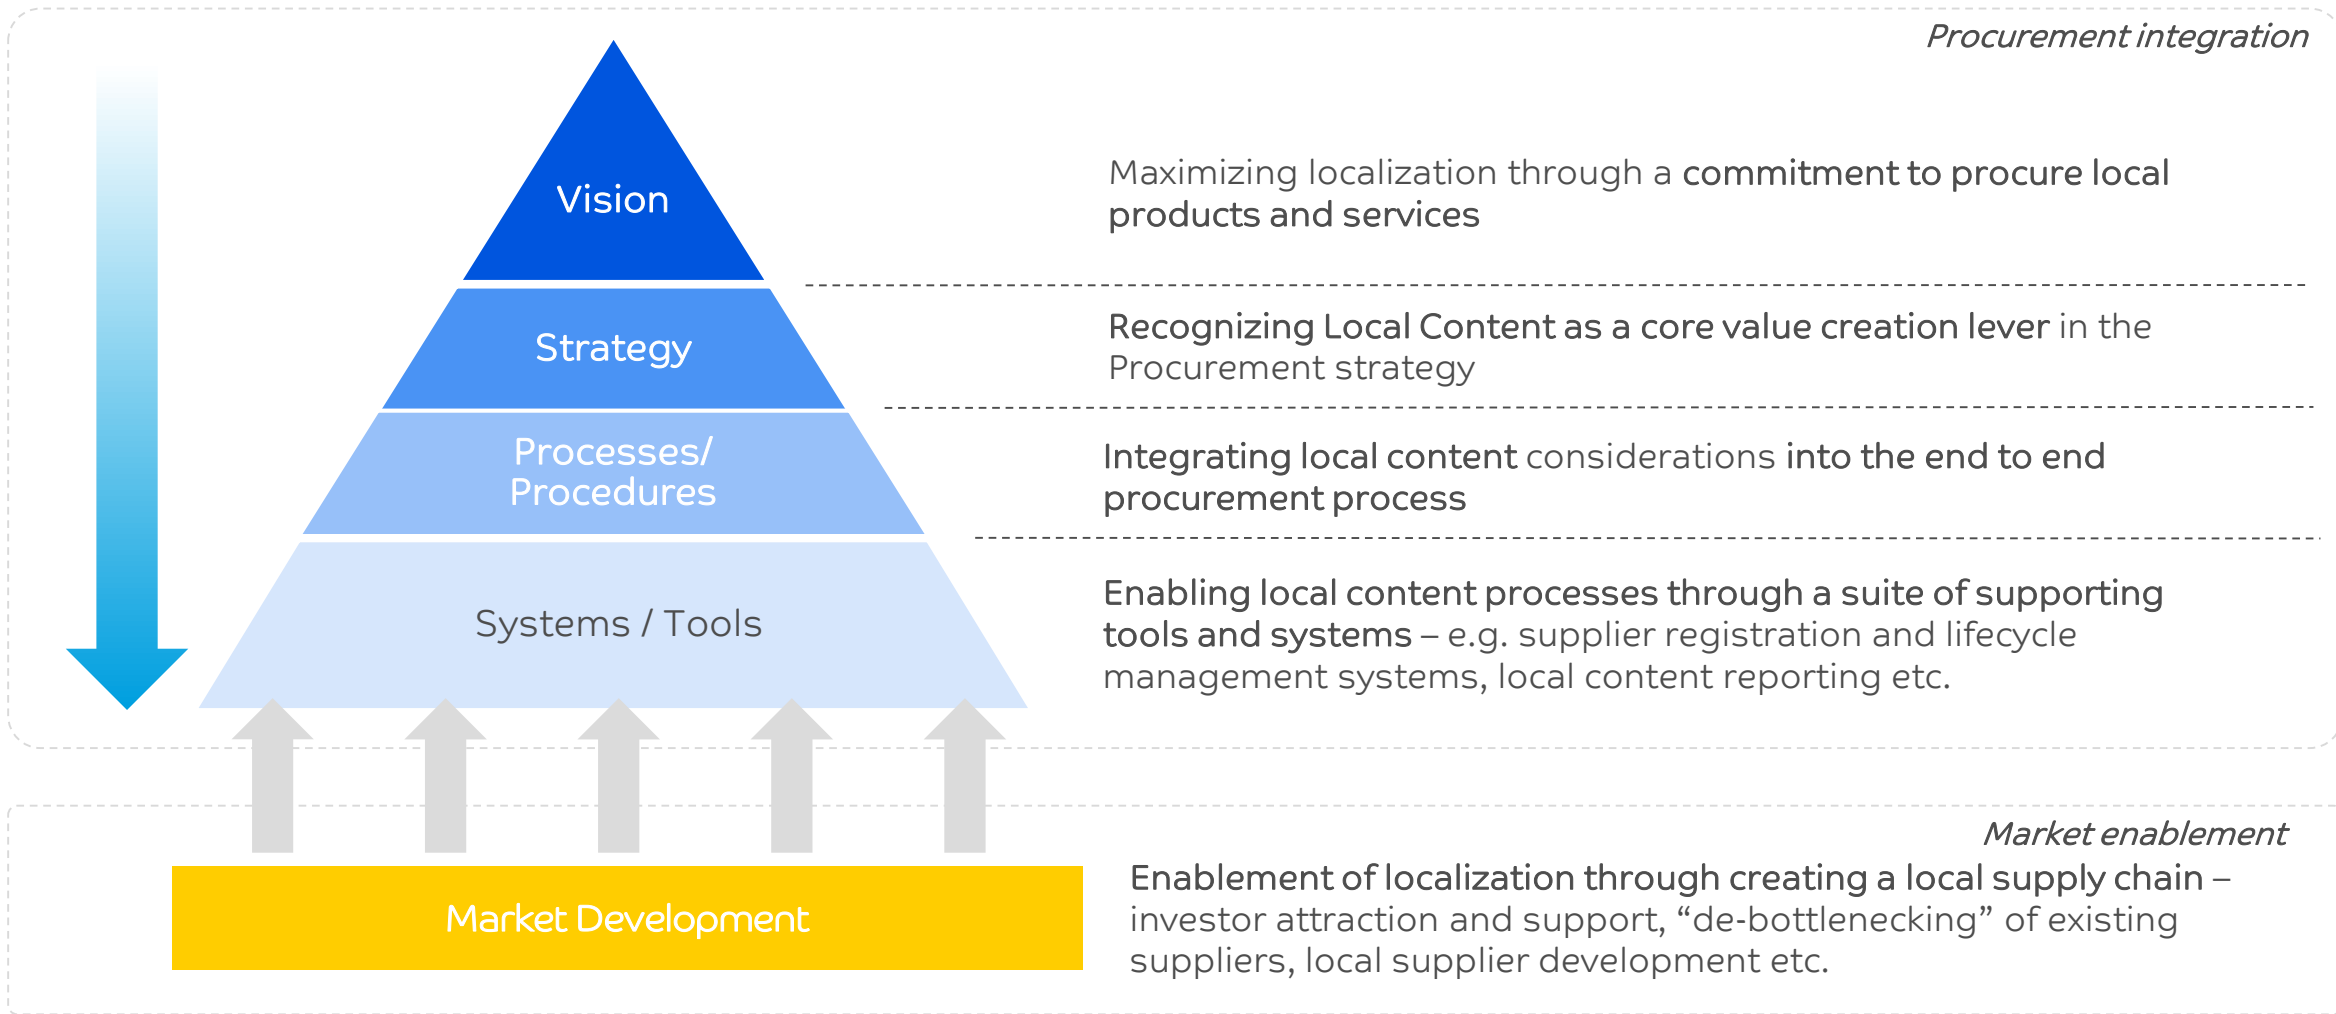 Procurement integration
Vision
Maximizing localization through a commitment to procure local
products and services
Strategy
Recognizing Local Content as a core value creation lever in the
Procurement strategy
Processes/
Procedures
Integrating local content considerations into the end to end
procurement process
Systems / Tools
Enabling local content processes through a suite of supporting
tools and systems – e.g. supplier registration and lifecycle
management systems, local content reporting etc.
Market enablement
Market Development
Enablement of localization through creating a local supply chain –
investor attraction and support, “de-bottlenecking” of existing
suppliers, local supplier development etc.